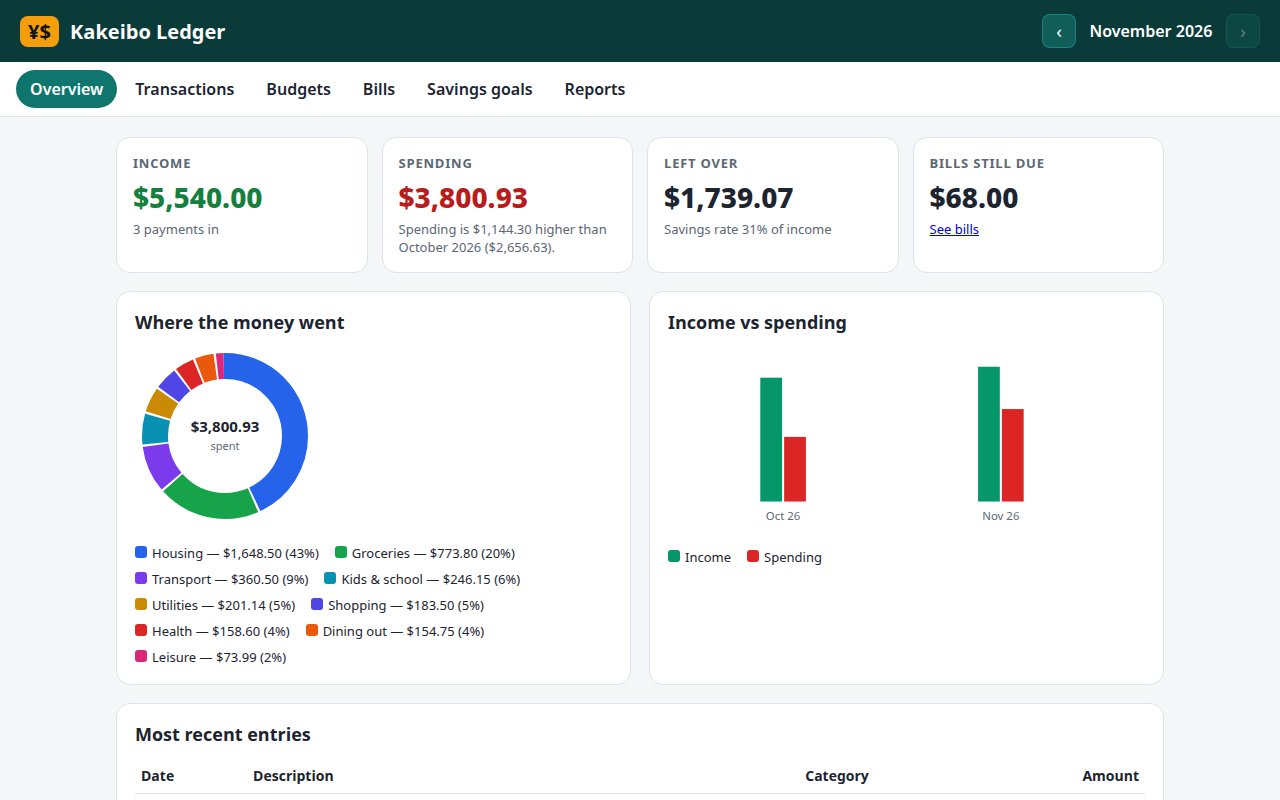 ¥$ Kakeibo Ledger
‹ November 2026 ›
Overview Transactions Budgets Bills Savings goals Reports
INCOME
$5,540.00
3 payments in
SPENDING
$3,800.93
Spending is $1,144.30 higher than
October 2026 ($2,656.63).
LEFT OVER
$1,739.07
Savings rate 31% of income
BILLS STILL DUE
$68.00
See bills
Where the money went
$3,800.93
spent
Housing — $1,648.50 (43%) Groceries — $773.80 (20%)
Transport — $360.50 (9%) Kids & school — $246.15 (6%)
Utilities — $201.14 (5%) Shopping — $183.50 (5%)
Health — $158.60 (4%) Dining out — $154.75 (4%)
Leisure — $73.99 (2%)
Income vs spending
Oct 26 Nov 26
Income Spending
Most recent entries
Date Description Category Amount